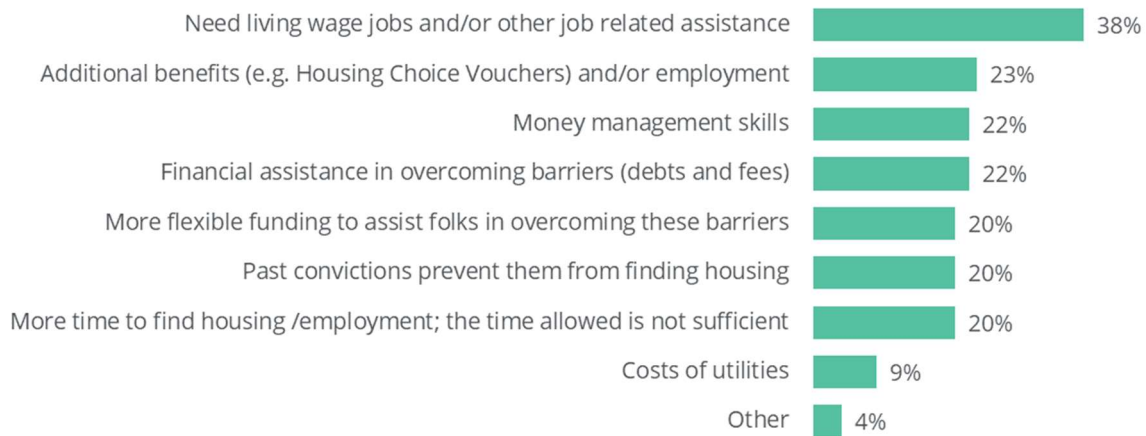 Need living wage jobs and/or other job related assistance 38%
Additional benefits (e.g. Housing Choice Vouchers) and/or employment 23%
Money management skills 22%
Financial assistance in overcoming barriers (debts and fees) 22%
More flexible funding to assist folks in overcoming these barriers 20%
Past convictions prevent them from finding housing 20%
More time to find housing /employment; the time allowed is not sufficient 20%
Costs of utilities 9%
Other 4%